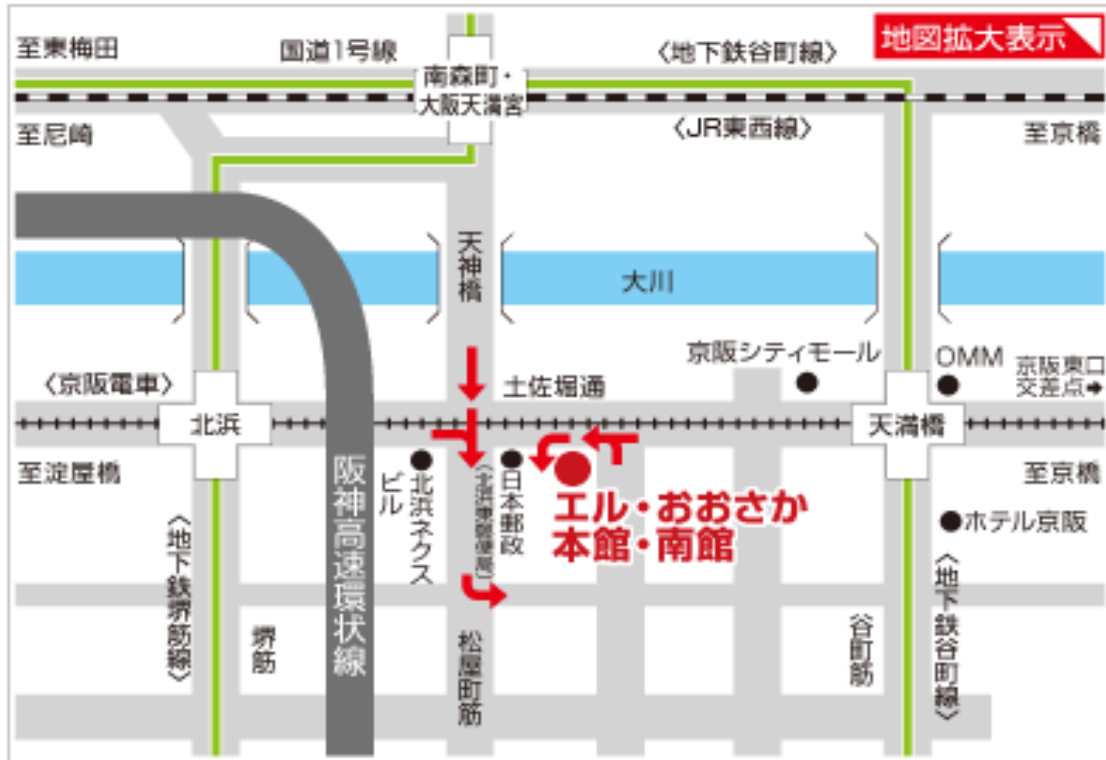 地図拡大表示
至東梅田
国道1号線
〈地下鉄谷町線〉
南森町・
大阪天満宮
至尼崎
〈JR東西線〉
至京橋
天神橋
大川
京阪シティモール
OMM
京阪東口
交差点➔
〈京阪電車〉
土佐堀通
北浜
天満橋
至淀屋橋
阪神高速環状線
北浜ネクス
ビル
〈北浜東郵便局〉
日本郵政
エル・おおさか
本館・南館
至京橋
ホテル京阪
〈地下鉄堺筋線〉
堺筋
松屋町筋
谷町筋
〈地下鉄谷町線〉